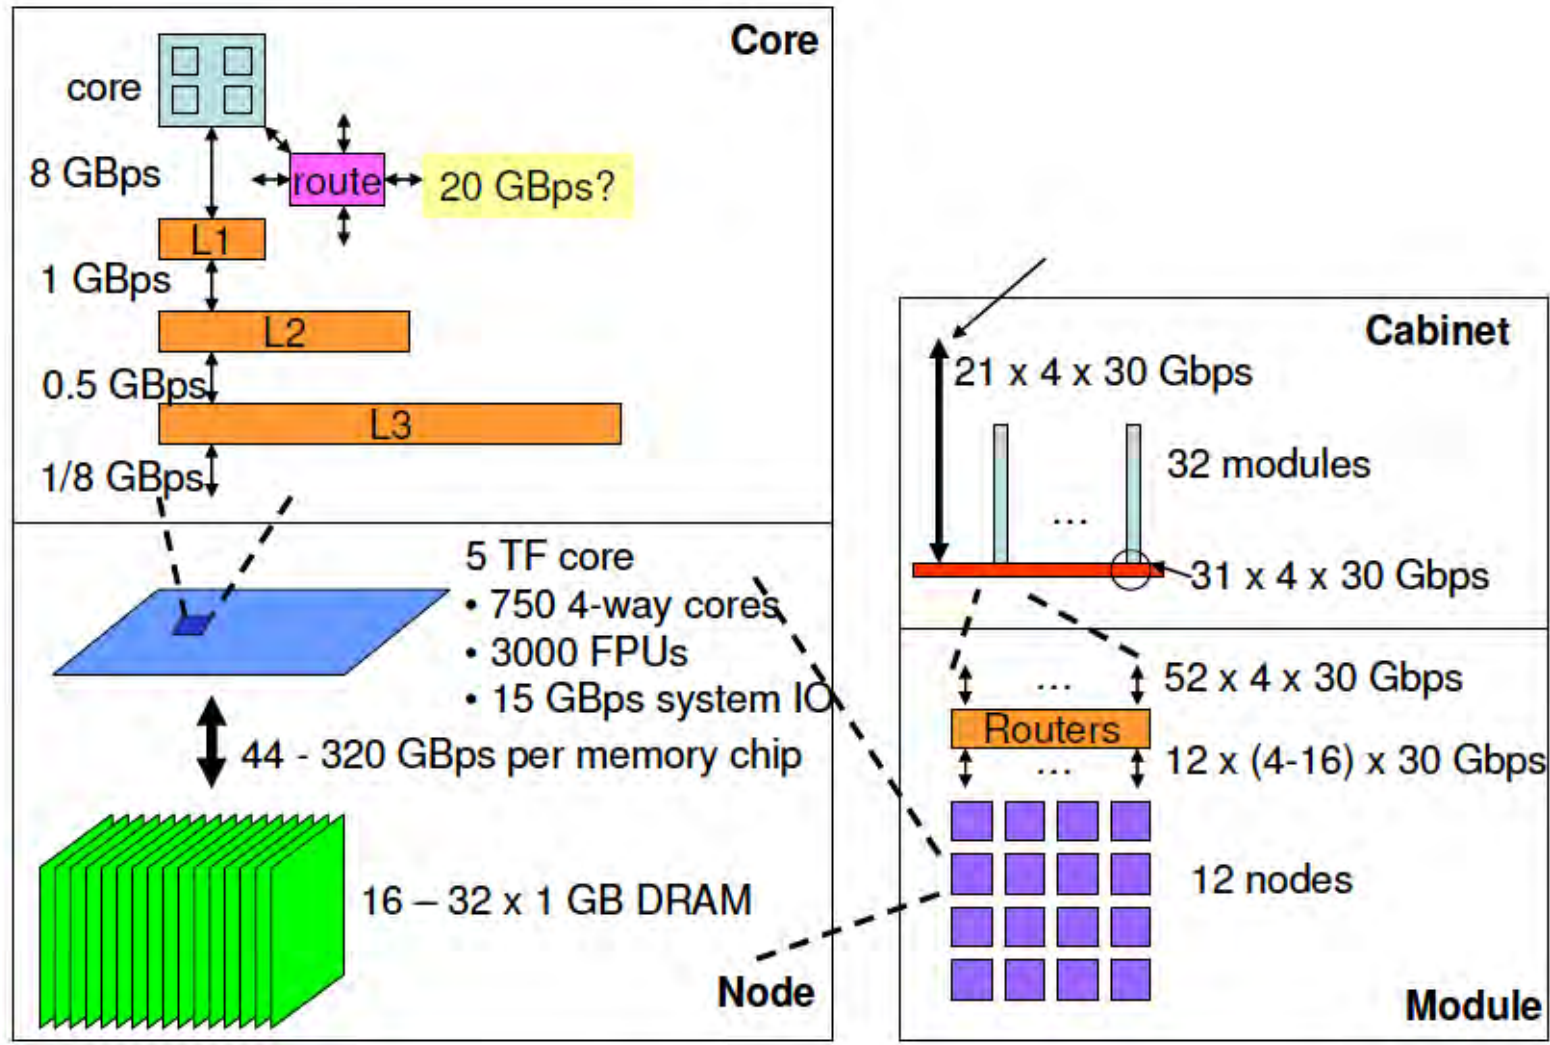 Core
core
8 GBps
route
20 GBps?
L1
1 GBps
L2
0.5 GBps
L3
1/8 GBps
5 TF core
• 750 4-way cores
• 3000 FPUs
• 15 GBps system IO
44 - 320 GBps per memory chip
16 – 32 x 1 GB DRAM
Node
Cabinet
21 x 4 x 30 Gbps
32 modules
...
31 x 4 x 30 Gbps
... 52 x 4 x 30 Gbps
Routers
... 12 x (4-16) x 30 Gbps
12 nodes
Module